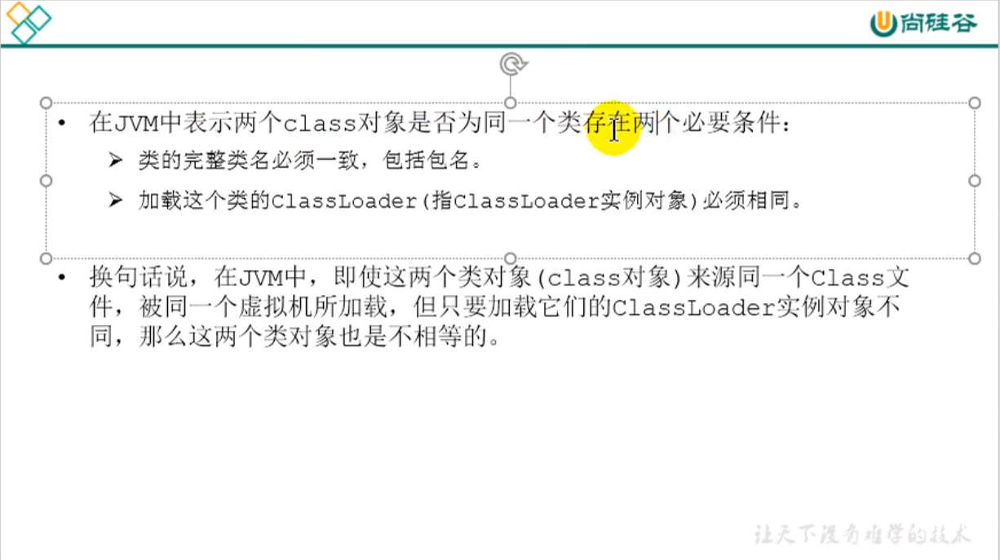 尚硅谷
• 在JVM中表示两个class对象是否为同一个类存在两个必要条件：
➢ 类的完整类名必须一致，包括包名。
➢ 加载这个类的ClassLoader(指ClassLoader实例对象)必须相同。
• 换句话说，在JVM中，即使这两个类对象(class对象)来源同一个Class文
件，被同一个虚拟机所加载，但只要加载它们的ClassLoader实例对象不
同，那么这两个类对象也是不相等的。
让天下没有难学的技术